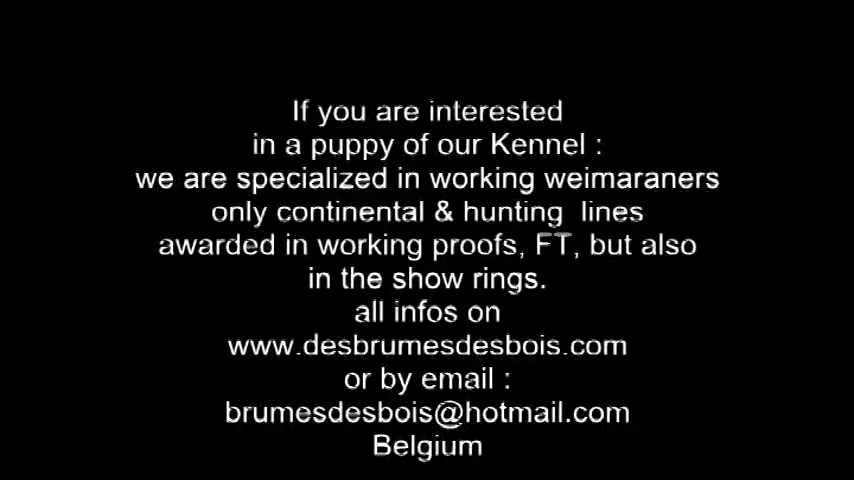 If you are interested
in a puppy of our Kennel :
we are specialized in working weimaraners
only continental & hunting  lines
awarded in working proofs, FT, but also
in the show rings.
all infos on
www.desbrumesdesbois.com
or by email :
brumesdesbois@hotmail.com
Belgium